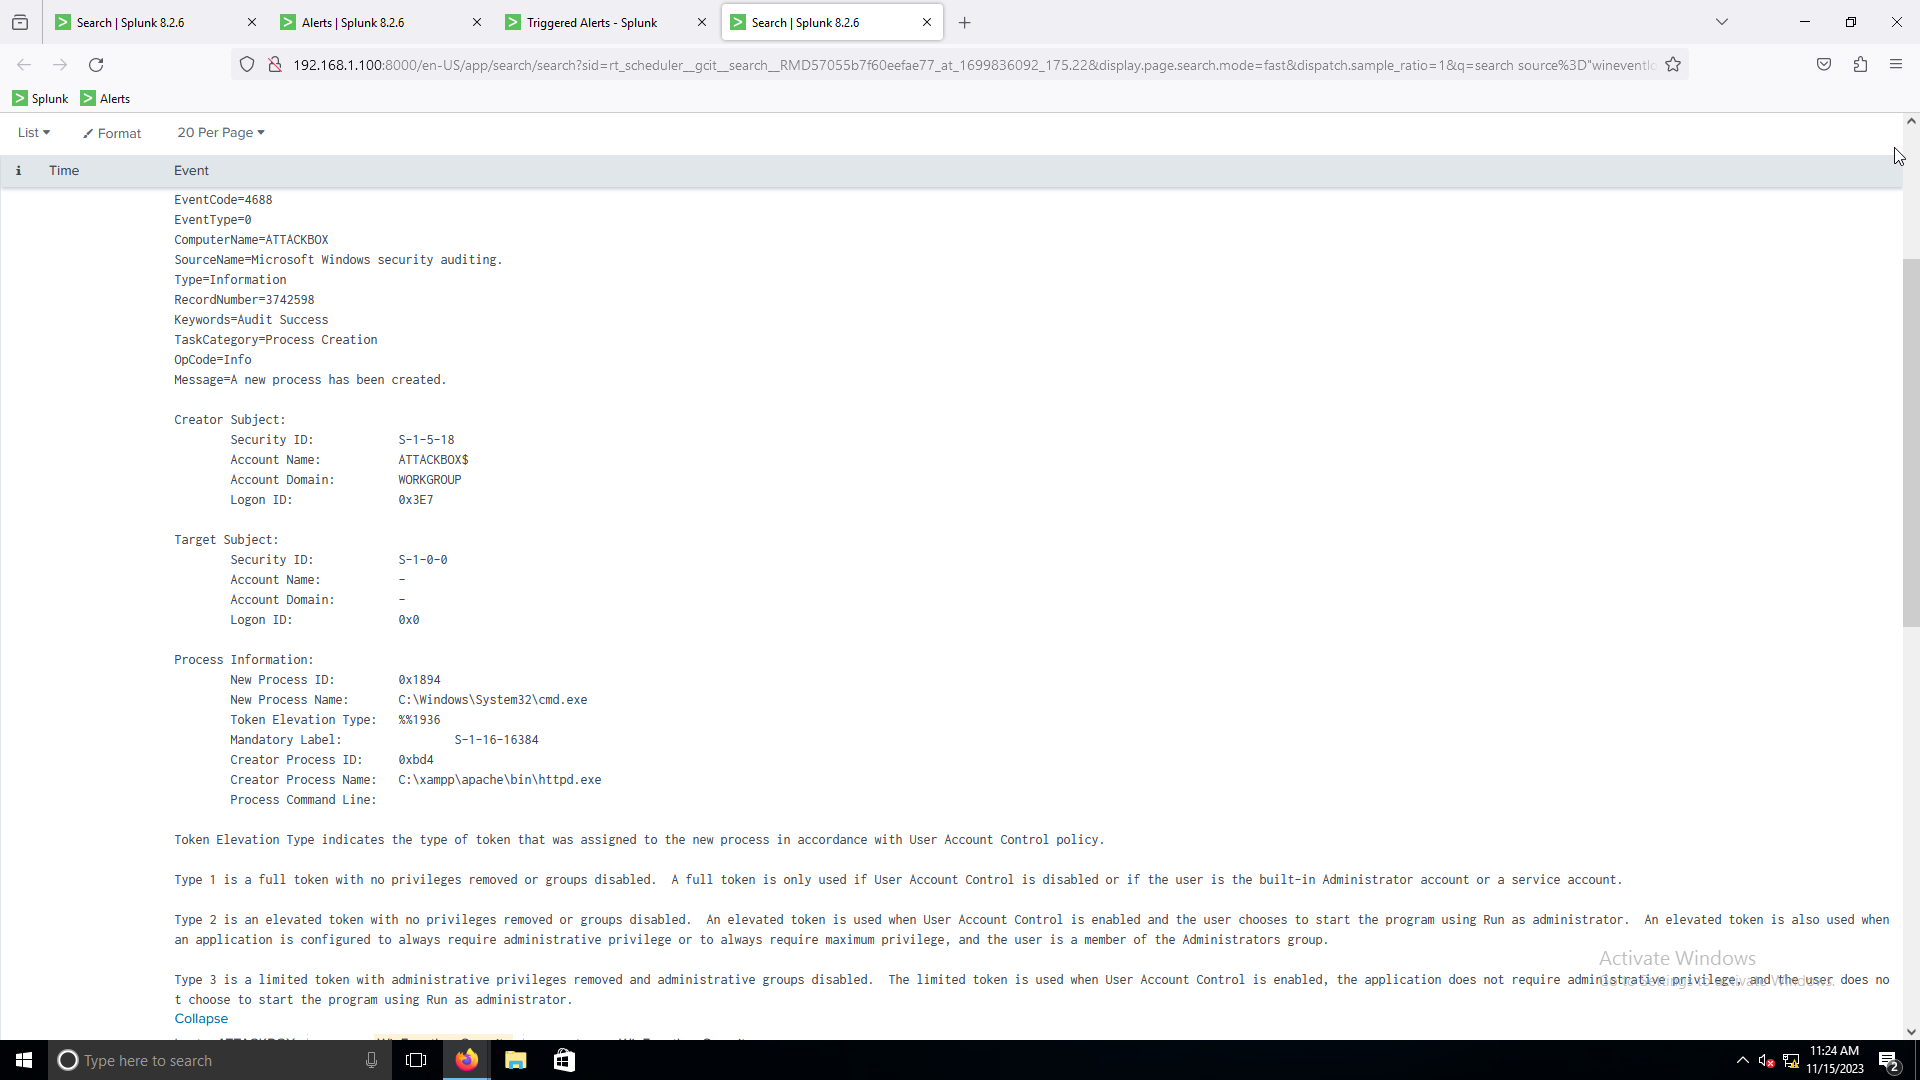 Search | Splunk 8.2.6
Alerts | Splunk 8.2.6
Triggered Alerts - Splunk
Search | Splunk 8.2.6
192.168.1.100:8000/en-US/app/search/search?sid=rt_scheduler__gcit__search__RMD57055b7f60eefae77_at_1699836092_175.22&display.page.search.mode=fast&dispatch.sample_ratio=1&q=search source%3D"wineventlo
Splunk
Alerts
List
Format
20 Per Page
i Time Event
EventCode=4688
EventType=0
ComputerName=ATTACKBOX
SourceName=Microsoft Windows security auditing.
Type=Information
RecordNumber=3742598
Keywords=Audit Success
TaskCategory=Process Creation
OpCode=Info
Message=A new process has been created.
Creator Subject:
Security ID: S-1-5-18
Account Name: ATTACKBOX$
Account Domain: WORKGROUP
Logon ID: 0x3E7
Target Subject:
Security ID: S-1-0-0
Account Name: -
Account Domain: -
Logon ID: 0x0
Process Information:
New Process ID: 0x1894
New Process Name: C:\Windows\System32\cmd.exe
Token Elevation Type: %%1936
Mandatory Label: S-1-16-16384
Creator Process ID: 0xbd4
Creator Process Name: C:\xampp\apache\bin\httpd.exe
Process Command Line:
Token Elevation Type indicates the type of token that was assigned to the new process in accordance with User Account Control policy.
Type 1 is a full token with no privileges removed or groups disabled. A full token is only used if User Account Control is disabled or if the user is the built-in Administrator account or a service account.
Type 2 is an elevated token with no privileges removed or groups disabled. An elevated token is used when User Account Control is enabled and the user chooses to start the program using Run as administrator. An elevated token is also used when
an application is configured to always require administrative privilege or to always require maximum privilege, and the user is a member of the Administrators group.
Type 3 is a limited token with administrative privileges removed and administrative groups disabled. The limited token is used when User Account Control is enabled, the application does not require administrative privilege, and the user does no
t choose to start the program using Run as administrator.
Activate Windows
Go to Settings to activate Windows.
Collapse
Type here to search
11:24 AM
11/15/2023
2